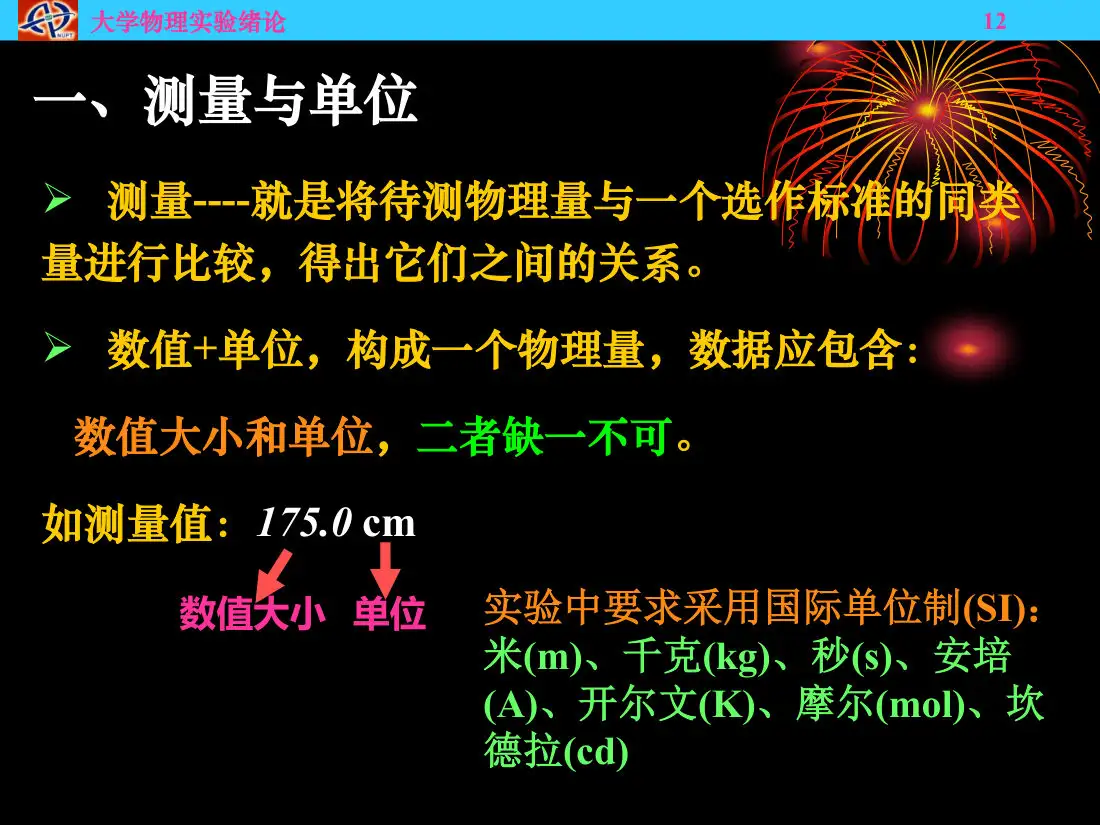 大学物理实验绪论
12
NUPT
一、测量与单位
测量----就是将待测物理量与一个选作标准的同类
量进行比较，得出它们之间的关系。
数值+单位，构成一个物理量，数据应包含：
数值大小和单位，二者缺一不可。
如测量值：175.0 cm
数值大小 单位
实验中要求采用国际单位制(SI)：
米(m)、千克(kg)、秒(s)、安培
(A)、开尔文(K)、摩尔(mol)、坎
德拉(cd)